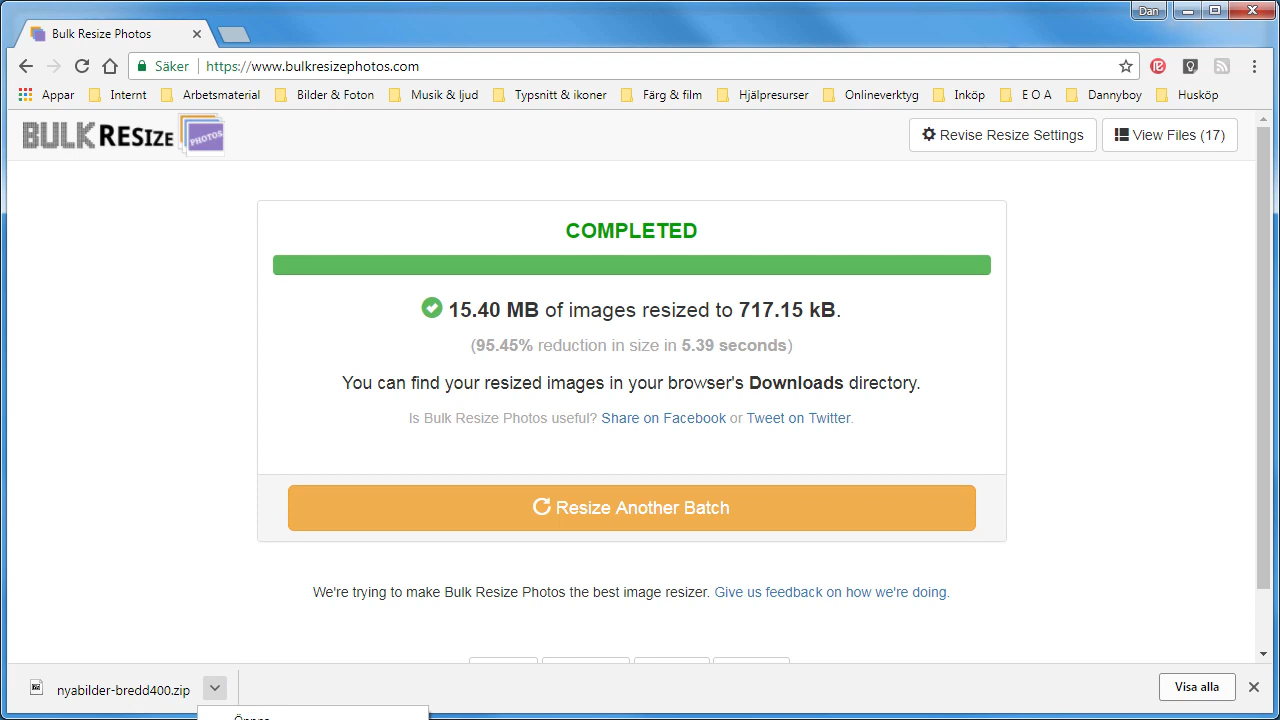 Dan
Bulk Resize Photos
Säker https://www.bulkresizephotos.com
Appar Internt Arbetsmaterial Bilder & Foton Musik & ljud Typsnitt & ikoner Färg & film Hjälpresurser Onlineverktyg Inköp E O A Dannyboy Husköp
BULK RESIZE PHOTOS
Revise Resize Settings View Files (17)
COMPLETED
15.40 MB of images resized to 717.15 kB.
(95.45% reduction in size in 5.39 seconds)
You can find your resized images in your browser's Downloads directory.
Is Bulk Resize Photos useful? Share on Facebook or Tweet on Twitter.
Resize Another Batch
We're trying to make Bulk Resize Photos the best image resizer. Give us feedback on how we're doing.
nyabilder-bredd400.zip Visa alla